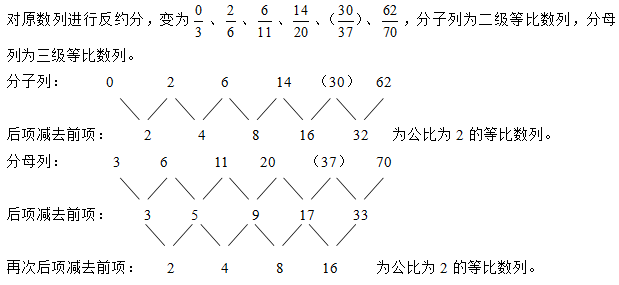 对原数列进行反约分，变为0/3、2/6、6/11、14/20、（30/37）、62/70，分子列为二级等比数列，分母
列为三级等比数列。
分子列： 0 2 6 14 （30） 62
后项减去前项： 2 4 8 16 32 为公比为 2 的等比数列。
分母列： 3 6 11 20 （37） 70
后项减去前项： 3 5 9 17 33
再次后项减去前项： 2 4 8 16 为公比为 2 的等比数列。